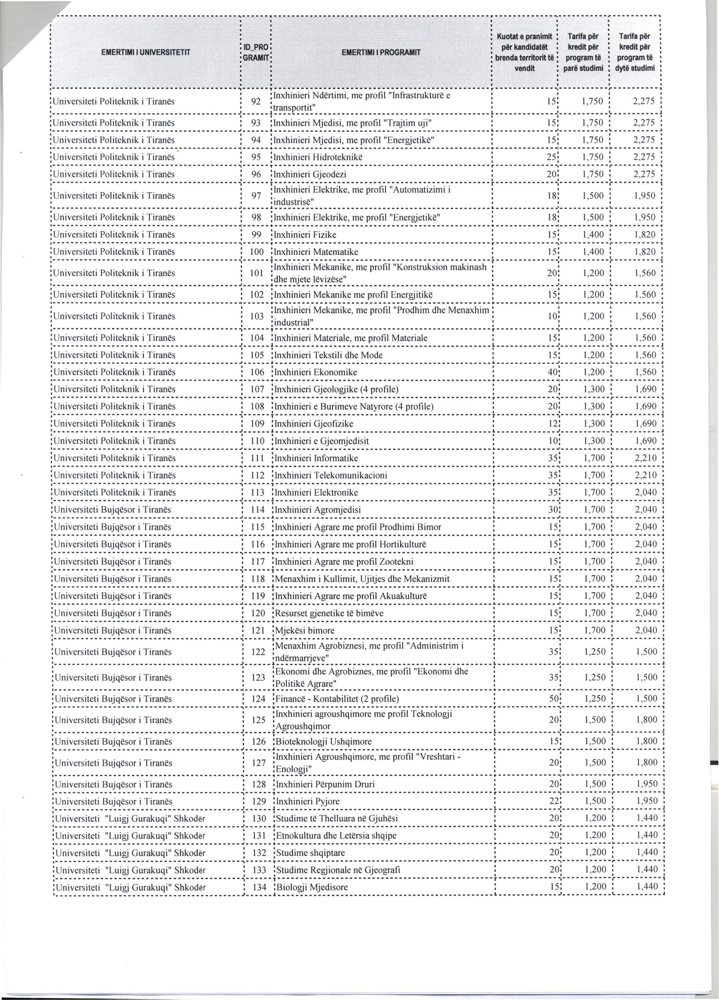 EMERTIMI I UNIVERSITETIT
ID_PRO
GRAMIT
EMERTIMI I PROGRAMIT
Kuotat e pranimit
për kandidatët
brenda territorit të
vendit
Tarifa për
kredit për
program të
parë studimi
Tarifa për
kredit për
program të
dytë studimi
Universiteti Politeknik i Tiranës 92 Inxhinieri Ndërtimi, me profil "Infrastrukturë e
transportit" 15 1,750 2,275
Universiteti Politeknik i Tiranës 93 Inxhinieri Mjedisi, me profil "Trajtim uji" 15 1,750 2,275
Universiteti Politeknik i Tiranës 94 Inxhinieri Mjedisi, me profil "Energjetikë" 15 1,750 2,275
Universiteti Politeknik i Tiranës 95 Inxhinieri Hidroteknikë 25 1,750 2,275
Universiteti Politeknik i Tiranës 96 Inxhinieri Gjeodezi 20 1,750 2,275
Universiteti Politeknik i Tiranës 97 Inxhinieri Elektrike, me profil "Automatizimi i
industrisë" 18 1,500 1,950
Universiteti Politeknik i Tiranës 98 Inxhinieri Elektrike, me profil "Energjetikë" 18 1,500 1,950
Universiteti Politeknik i Tiranës 99 Inxhinieri Fizike 15 1,400 1,820
Universiteti Politeknik i Tiranës 100 Inxhinieri Matematike 15 1,400 1,820
Universiteti Politeknik i Tiranës 101 Inxhinieri Mekanike, me profil "Konstruksion makinash
dhe mjete lëvizëse" 20 1,200 1,560
Universiteti Politeknik i Tiranës 102 Inxhinieri Mekanike me profil Energjitikë 15 1,200 1,560
Universiteti Politeknik i Tiranës 103 Inxhinieri Mekanike, me profil "Prodhim dhe Menaxhim
industrial" 10 1,200 1,560
Universiteti Politeknik i Tiranës 104 Inxhinieri Materiale, me profil Materiale 15 1,200 1,560
Universiteti Politeknik i Tiranës 105 Inxhinieri Tekstili dhe Mode 15 1,200 1,560
Universiteti Politeknik i Tiranës 106 Inxhinieri Ekonomike 40 1,200 1,560
Universiteti Politeknik i Tiranës 107 Inxhinieri Gjeologjike (4 profile) 20 1,300 1,690
Universiteti Politeknik i Tiranës 108 Inxhinieri e Burimeve Natyrore (4 profile) 20 1,300 1,690
Universiteti Politeknik i Tiranës 109 Inxhinieri Gjeofizike 12 1,300 1,690
Universiteti Politeknik i Tiranës 110 Inxhinieri e Gjeomjedisit 10 1,300 1,690
Universiteti Politeknik i Tiranës 111 Inxhinieri Informatike 35 1,700 2,210
Universiteti Politeknik i Tiranës 112 Inxhinieri Telekomunikacioni 35 1,700 2,210
Universiteti Politeknik i Tiranës 113 Inxhinieri Elektronike 35 1,700 2,040
Universiteti Bujqësor i Tiranës 114 Inxhinieri Agromjedisi 30 1,700 2,040
Universiteti Bujqësor i Tiranës 115 Inxhinieri Agrare me profil Prodhimi Bimor 15 1,700 2,040
Universiteti Bujqësor i Tiranës 116 Inxhinieri Agrare me profil Hortikulturë 15 1,700 2,040
Universiteti Bujqësor i Tiranës 117 Inxhinieri Agrare me profil Zootekni 15 1,700 2,040
Universiteti Bujqësor i Tiranës 118 Menaxhim i Kullimit, Ujitjes dhe Mekanizmit 15 1,700 2,040
Universiteti Bujqësor i Tiranës 119 Inxhinieri Agrare me profil Akuakulturë 15 1,700 2,040
Universiteti Bujqësor i Tiranës 120 Resurset gjenetike të bimëve 15 1,700 2,040
Universiteti Bujqësor i Tiranës 121 Mjekësi bimore 15 1,700 2,040
Universiteti Bujqësor i Tiranës 122 Menaxhim Agrobiznesi, me profil "Administrim i
ndërmarrjeve" 35 1,250 1,500
Universiteti Bujqësor i Tiranës 123 Ekonomi dhe Agrobiznes, me profil "Ekonomi dhe
Politikë Agrare" 35 1,250 1,500
Universiteti Bujqësor i Tiranës 124 Financë - Kontabilitet (2 profile) 50 1,250 1,500
Universiteti Bujqësor i Tiranës 125 Inxhinieri agroushqimore me profil Teknologji
Agroushqimor 20 1,500 1,800
Universiteti Bujqësor i Tiranës 126 Bioteknologji Ushqimore 15 1,500 1,800
Universiteti Bujqësor i Tiranës 127 Inxhinieri Agroushqimore, me profil "Vreshtari -
Enologji" 20 1,500 1,800
Universiteti Bujqësor i Tiranës 128 Inxhinieri Përpunim Druri 20 1,500 1,950
Universiteti Bujqësor i Tiranës 129 Inxhinieri Pyjore 22 1,500 1,950
Universiteti "Luigj Gurakuqi" Shkodër 130 Studime të Thelluara në Gjuhësi 20 1,200 1,440
Universiteti "Luigj Gurakuqi" Shkodër 131 Etnokultura dhe Letërsia shqipe 20 1,200 1,440
Universiteti "Luigj Gurakuqi" Shkodër 132 Studime shqiptare 20 1,200 1,440
Universiteti "Luigj Gurakuqi" Shkodër 133 Studime Regjionale në Gjeografi 20 1,200 1,440
Universiteti "Luigj Gurakuqi" Shkodër 134 Biologji Mjedisore 15 1,200 1,440